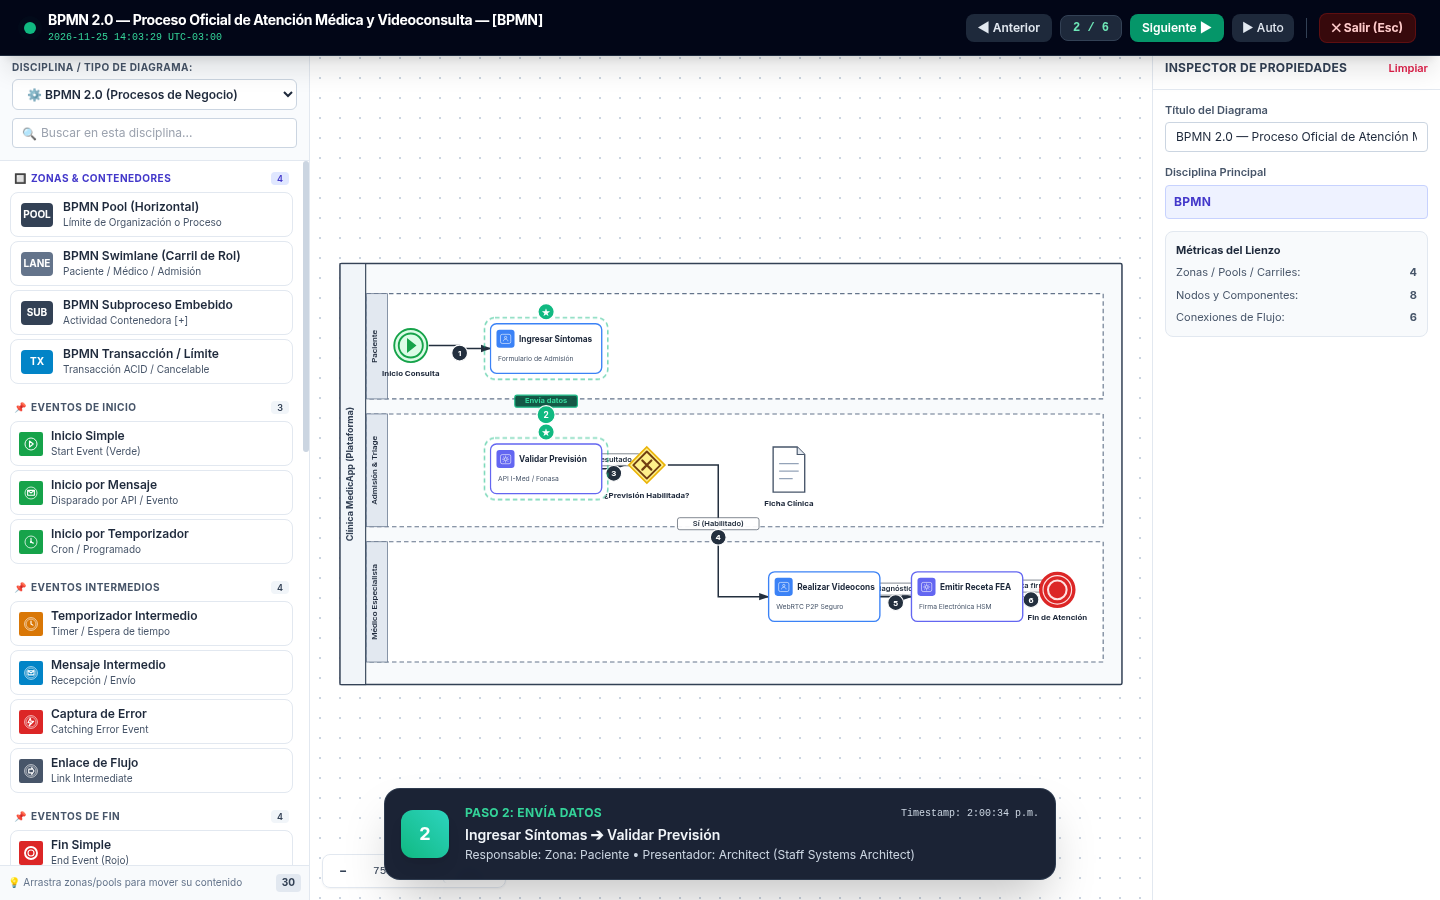 BPMN 2.0 — Proceso Oficial de Atención Médica y Videoconsulta — [BPMN]
2026-11-25 14:03:29 UTC-03:00
◀ Anterior
2 / 6
Siguiente ▶
▶ Auto
✕ Salir (Esc)
DISCIPLINA / TIPO DE DIAGRAMA:
⚙️ BPMN 2.0 (Procesos de Negocio)
🔍 Buscar en esta disciplina...
ZONAS & CONTENEDORES
4
POOL
BPMN Pool (Horizontal)
Límite de Organización o Proceso
LANE
BPMN Swimlane (Carril de Rol)
Paciente / Médico / Admisión
SUB
BPMN Subproceso Embebido
Actividad Contenedora [+]
TX
BPMN Transacción / Límite
Transacción ACID / Cancelable
📌 EVENTOS DE INICIO
3
Inicio Simple
Start Event (Verde)
Inicio por Mensaje
Disparado por API / Evento
Inicio por Temporizador
Cron / Programado
📌 EVENTOS INTERMEDIOS
4
Temporizador Intermedio
Timer / Espera de tiempo
Mensaje Intermedio
Recepción / Envío
Captura de Error
Catching Error Event
Enlace de Flujo
Link Intermediate
📌 EVENTOS DE FIN
4
Fin Simple
End Event (Rojo)
💡 Arrastra zonas/pools para mover su contenido
30
Clínica MedicApp (Plataforma)
Paciente
Inicio Consulta
1
★
Ingresar Síntomas
Formulario de Admisión
Envía datos
2
★
Admisión & Triage
Validar Previsión
API I-Med / Fonasa
esultado
3
¿Previsión Habilitada?
Ficha Clínica
Sí (Habilitado)
4
Médico Especialista
Realizar Videocons
WebRTC P2P Seguro
iagnóstic
5
Emitir Receta FEA
Firma Electrónica HSM
ta fir
6
Fin de Atención
−
75
2
PASO 2: ENVÍA DATOS
Timestamp: 2:00:34 p.m.
Ingresar Síntomas ➔ Validar Previsión
Responsable: Zona: Paciente • Presentador: Architect (Staff Systems Architect)
INSPECTOR DE PROPIEDADES
Limpiar
Título del Diagrama
BPMN 2.0 — Proceso Oficial de Atención M
Disciplina Principal
BPMN
Métricas del Lienzo
Zonas / Pools / Carriles:
4
Nodos y Componentes:
8
Conexiones de Flujo:
6